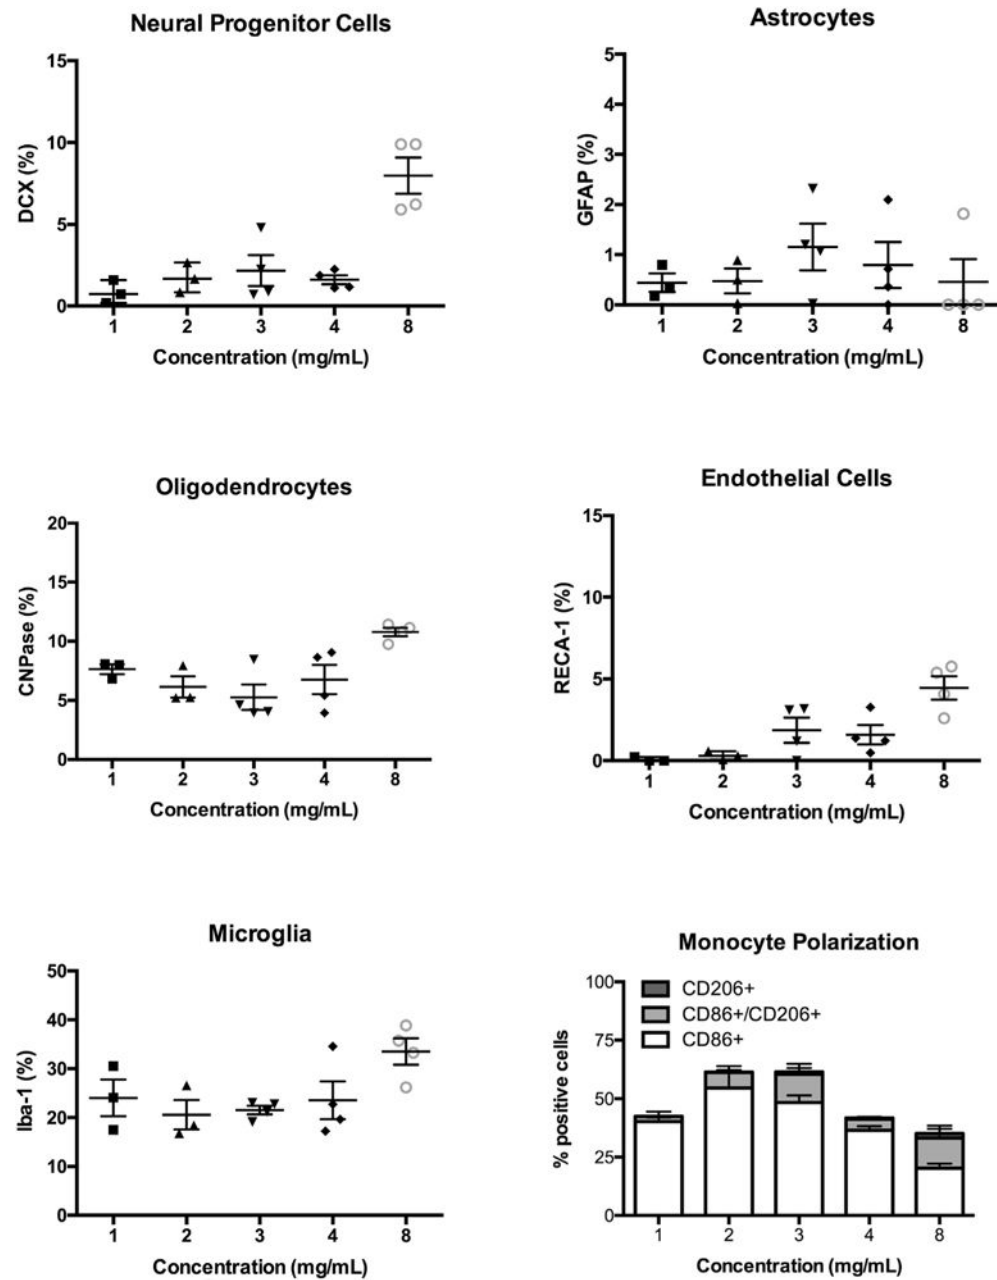 Neural Progenitor Cells
15
10
5
0
DCX (%)
1 2 3 4 8
Concentration (mg/mL)
Astrocytes
5
4
3
2
1
0
GFAP (%)
1 2 3 4 8
Concentration (mg/mL)
Oligodendrocytes
20
15
10
5
0
CNPase (%)
1 2 3 4 8
Concentration (mg/mL)
Endothelial Cells
15
10
5
0
RECA-1 (%)
1 2 3 4 8
Concentration (mg/mL)
Microglia
50
40
30
20
10
0
Iba-1 (%)
1 2 3 4 8
Concentration (mg/mL)
Monocyte Polarization
100
75
50
25
0
% positive cells
CD206+
CD86+/CD206+
CD86+
1 2 3 4 8
Concentration (mg/mL)